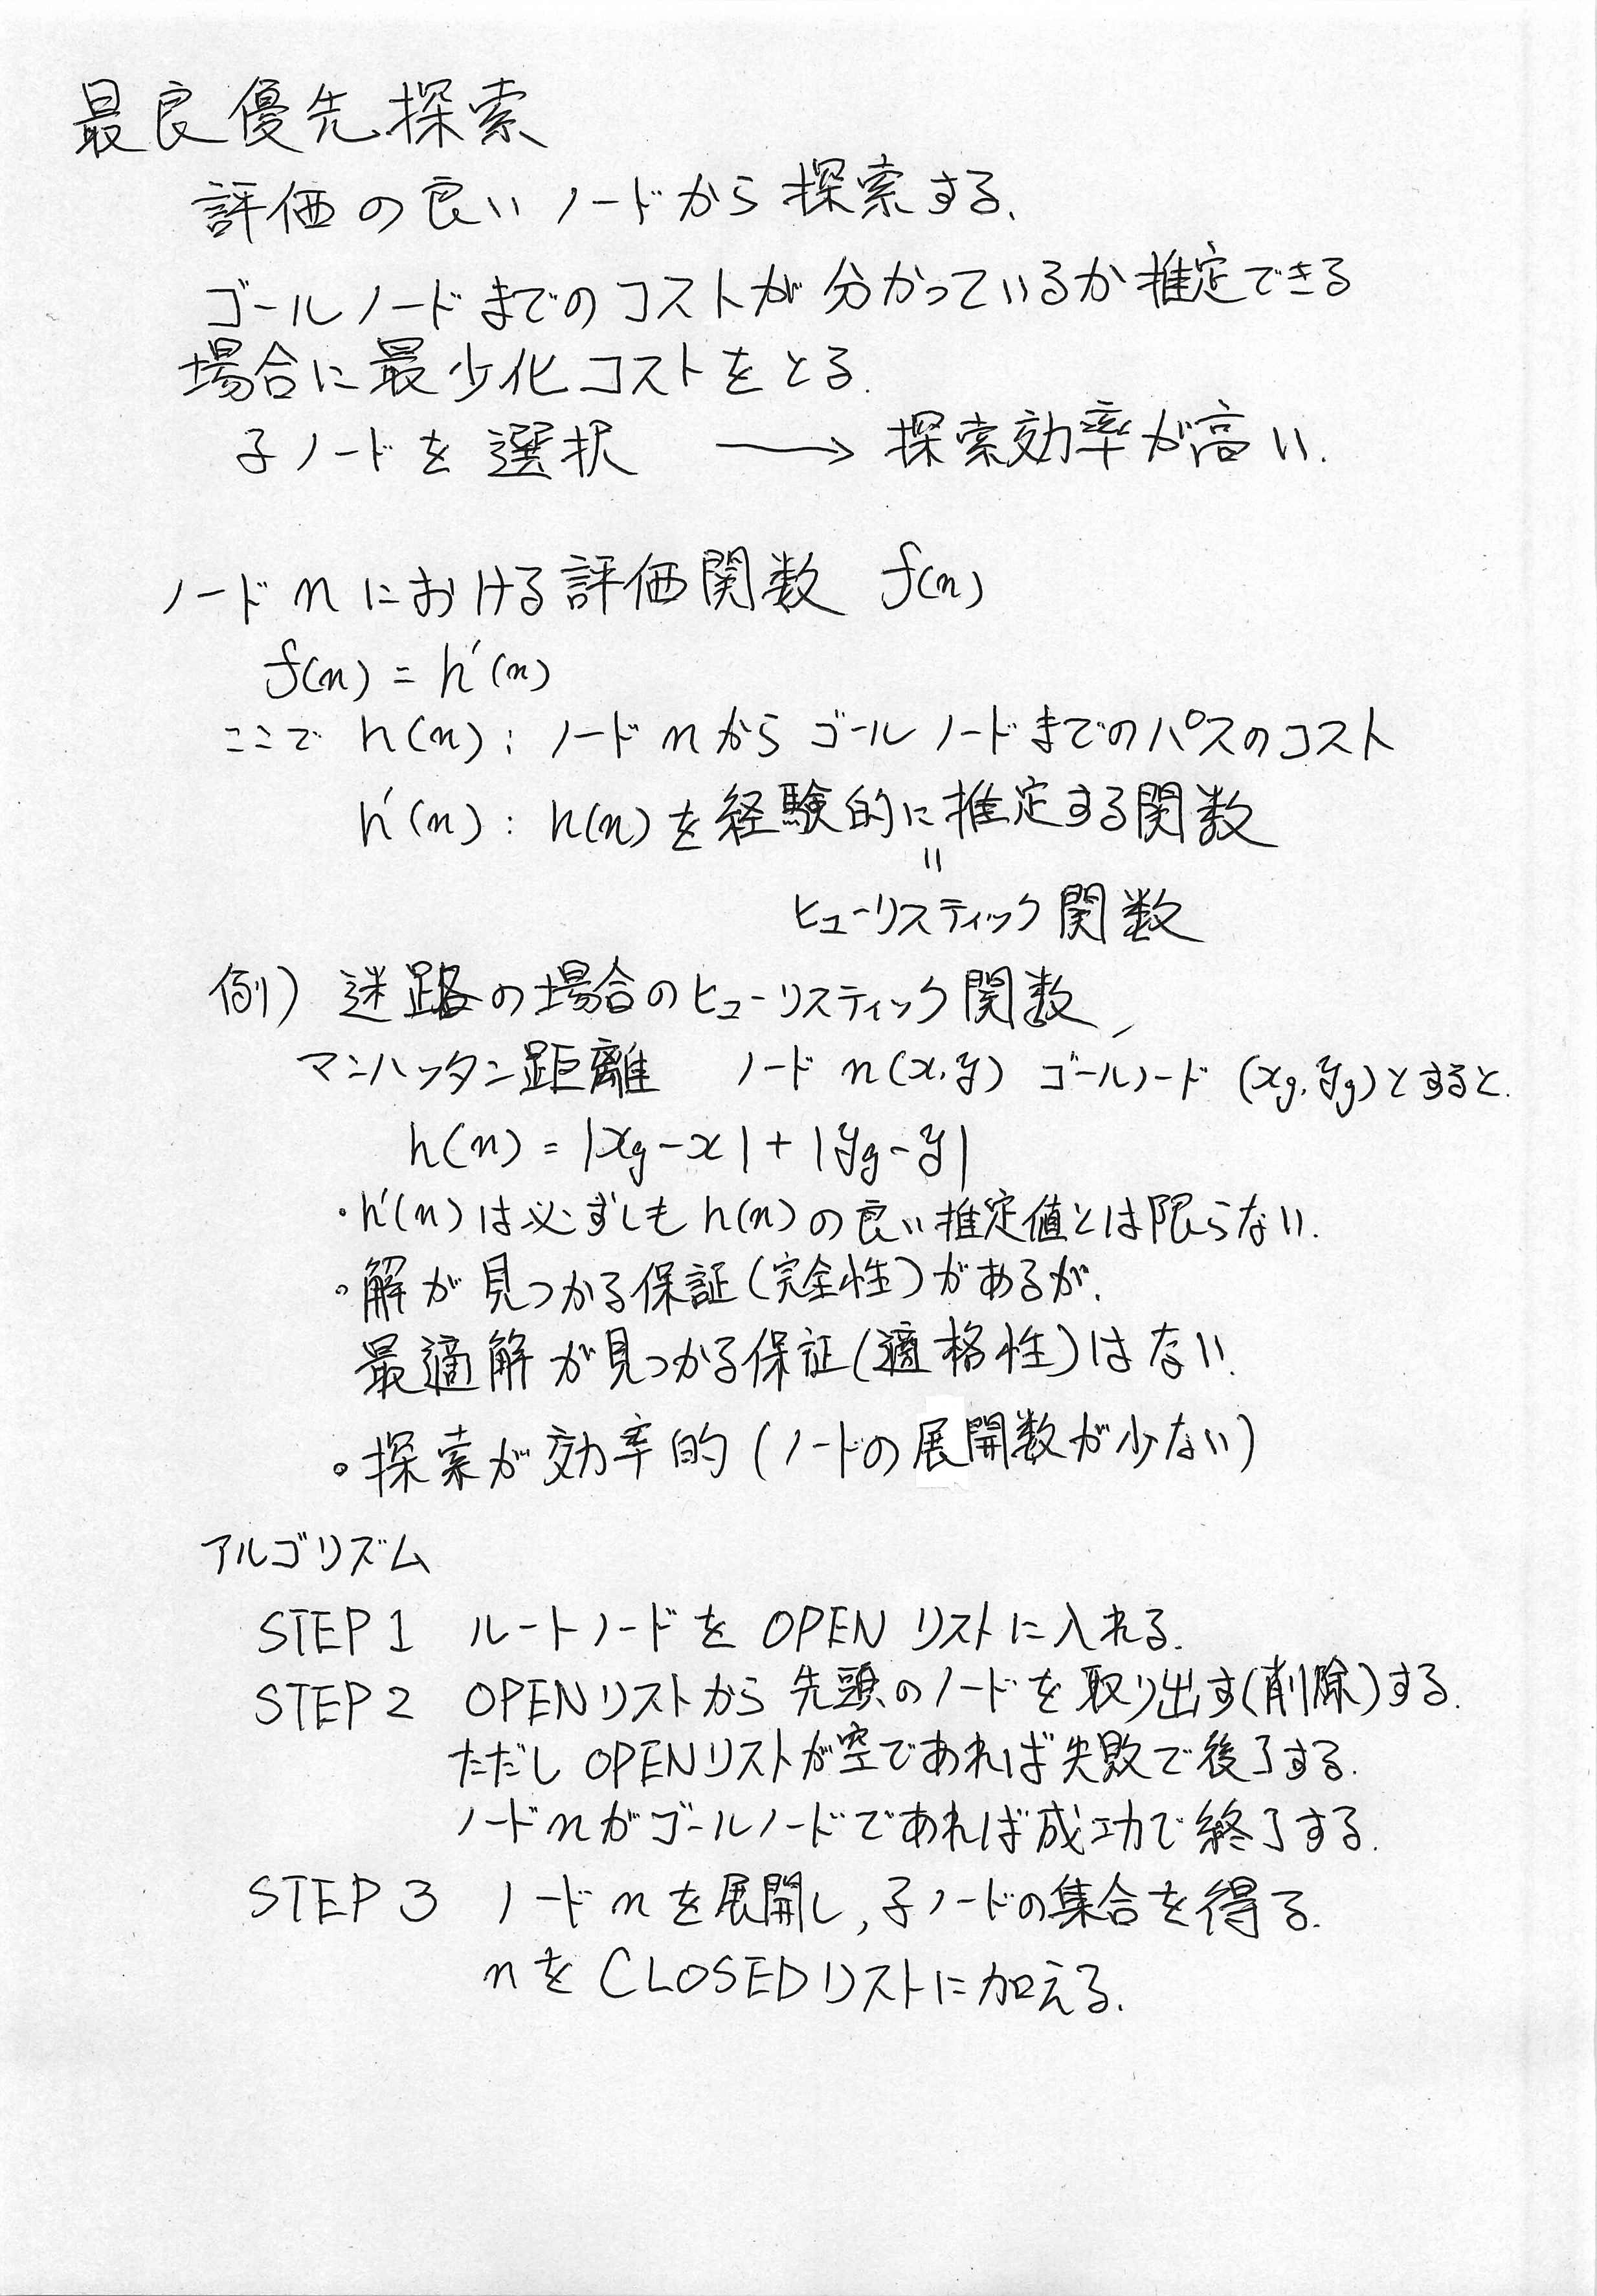 最良優先探索
評価の良いノードから探索する、
ゴールノードまでのコストが分かっているか推定できる
場合に最少化コストをとる.
子ノードを選択 → 探索効率が高い.
ノードnにおける評価関数 f(n)
f(n) = h'(n)
ここで h(n): ノードnからゴールノードまでのパスのコスト
h'(n): h(n)を経験的に推定する関数
=
ヒューリスティック関数
例) 迷路の場合のヒューリスティック関数,
マンハッタン距離 ノード n(x,y) ゴールノード (xg,yg)とすると.
h(n) = |xg-x| + |yg-y|
・h'(n)は必ずしもh(n)の良い推定値とは限らない.
。解が見つかる保証(完全性)があるが.
最適解が見つかる保証(適格性)はない.
。探索が効率的(ノードの展開数が少ない)
アルゴリズム
STEP 1 ルートノードを OPEN リストに入れる.
STEP 2 OPENリストから先頭のノードを取り出す(削除)する.
ただしOPENリストが空であれば失敗で後了する.
ノードnがゴールノードであれば成功で終了する.
STEP 3 ノードnを展開し,子ノードの集合を得る.
nをCLOSEDリストに加える.